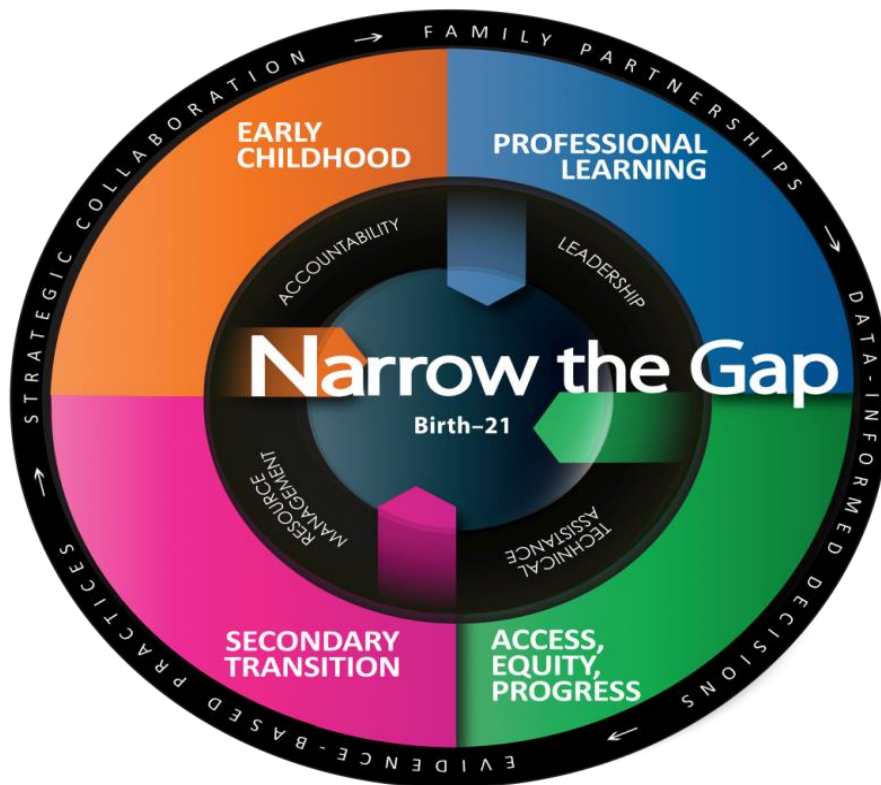 STRATEGIC COLLABORATION → FAMILY PARTNERSHIPS → DATA-INFORMED DECISIONS → EVIDENCE-BASED PRACTICES →
EARLY
CHILDHOOD
PROFESSIONAL
LEARNING
ACCOUNTABILITY
LEADERSHIP
Narrow the Gap
Birth–21
RESOURCE
MANAGEMENT
TECHNICAL
ASSISTANCE
SECONDARY
TRANSITION
ACCESS,
EQUITY,
PROGRESS